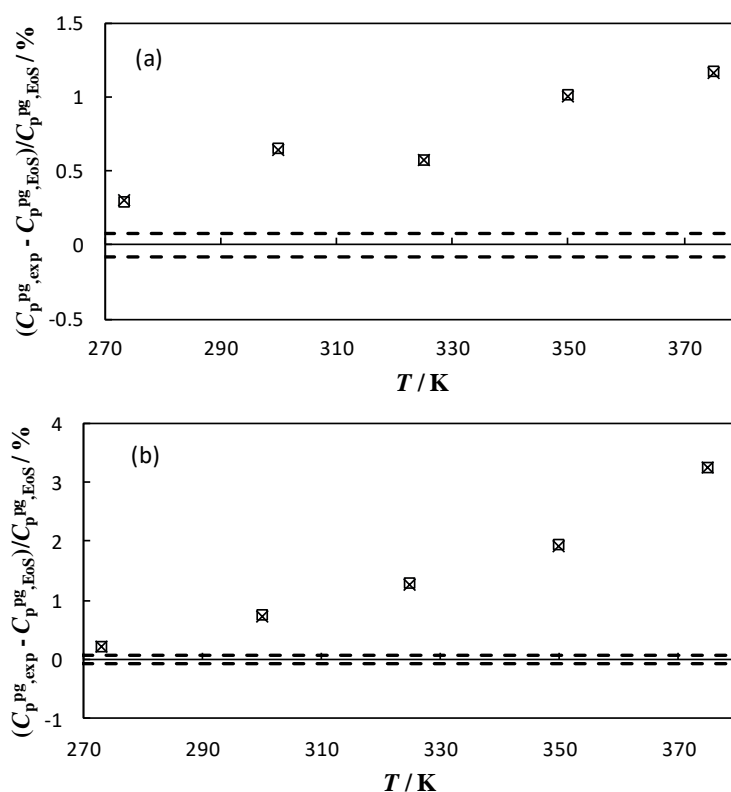 (a)
((C_p^pg,exp - C_p^pg,EoS)/C_p^pg,EoS / %
1.5
1
0.5
0
-0.5
270 290 310 330 350 370
T / K
(b)
((C_p^pg,exp - C_p^pg,EoS)/C_p^pg,EoS / %
4
3
2
1
0
-1
270 290 310 330 350 370
T / K